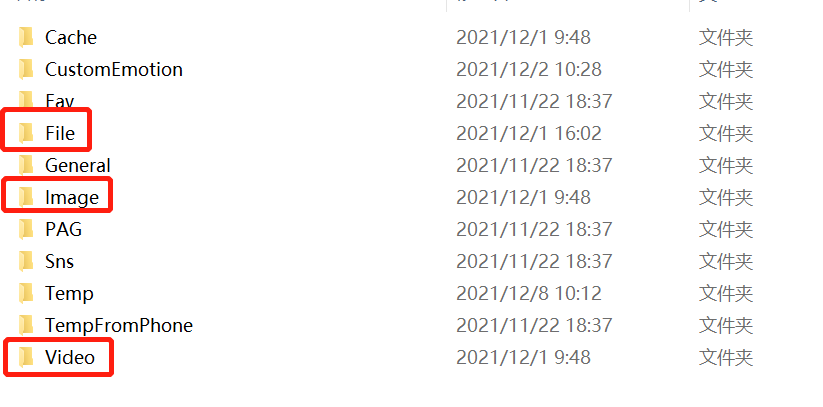 Cache 2021/12/1 9:48 文件夹
CustomEmotion 2021/12/2 10:28 文件夹
Fav 2021/11/22 18:37 文件夹
File 2021/12/1 16:02 文件夹
General 2021/11/22 18:37 文件夹
Image 2021/12/1 9:48 文件夹
PAG 2021/11/22 18:37 文件夹
Sns 2021/11/22 18:37 文件夹
Temp 2021/12/8 10:12 文件夹
TempFromPhone 2021/11/22 18:37 文件夹
Video 2021/12/1 9:48 文件夹